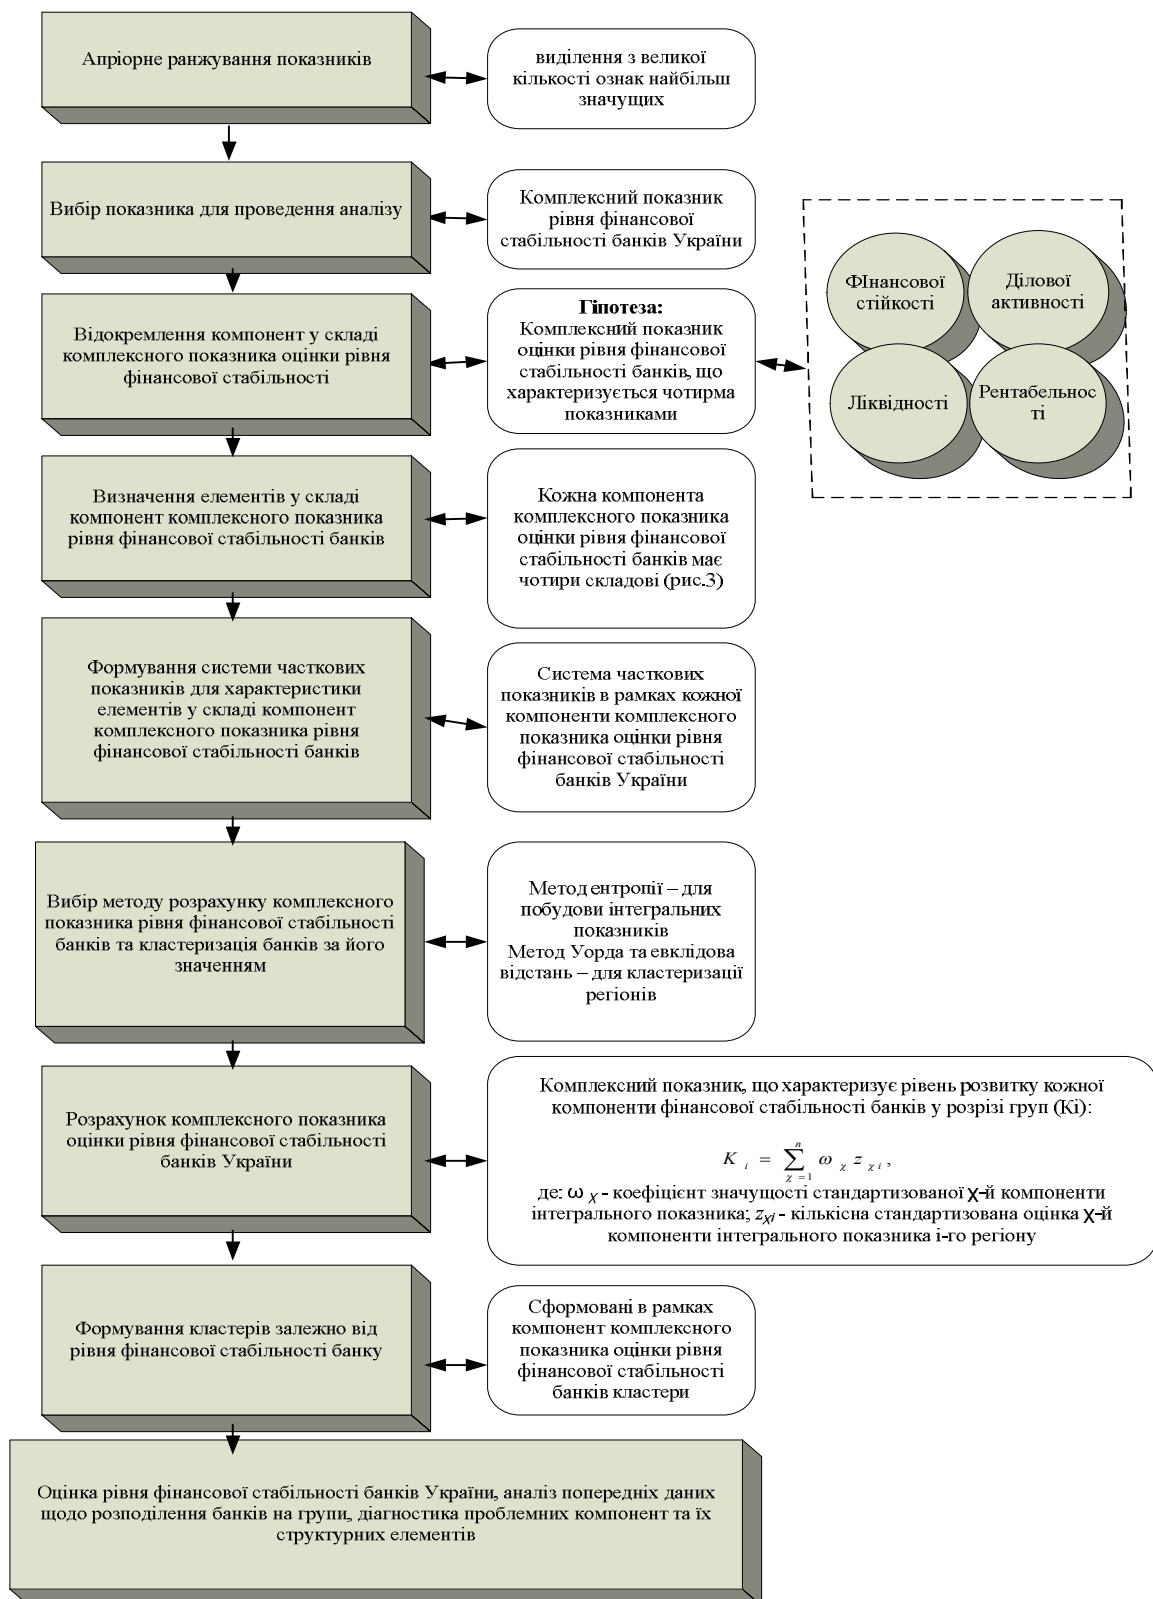 Апріорне ранжування показників
виділення з великої
кількості ознак найбільш
значущих
Вибір показника для проведення аналізу
Комплексний показник
рівня фінансової
стабільності банків України
Відокремлення компонент у складі
комплексного показника оцінки рівня
фінансової стабільності
Гіпотеза:
Комплексний показник
оцінки рівня фінансової
стабільності банків, що
характеризується чотирма
показниками
ФІнансової
стійкості
Ділової
активності
Ліквідності
Рентабельнос
ті
Визначення елементів у складі
компонент комплексного показника
рівня фінансової стабільності банків
Кожна компонента
комплексного показника
оцінки рівня фінансової
стабільності банків має
чотири складові (рис.3)
Формування системи часткових
показників для характеристики
елементів у складі компонент
комплексного показника рівня
фінансової стабільності банків
Система часткових
показників в рамках кожної
компоненти комплексного
показника оцінки рівня
фінансової стабільності
банків України
Вибір методу розрахунку комплексного
показника рівня фінансової стабільності
банків та кластеризація банків за його
значенням
Метод ентропії – для
побудови інтегральних
показників
Метод Уорда та евклідова
відстань – для кластеризації
регіонів
Розрахунок комплексного показника
оцінки рівня фінансової стабільності
банків України
Комплексний показник, що характеризує рівень розвитку кожної
компоненти фінансової стабільності банків у розрізі груп (Кі):
K i = n ∑ χ = 1 ω χ z χ i ,
де: ω χ - коефіцієнт значущості стандартизованої χ-й компоненти
інтегрального показника; zχi - кількісна стандартизована оцінка χ-й
компоненти інтегрального показника і-го регіону
Формування кластерів залежно від
рівня фінансової стабільності банку
Сформовані в рамках
компонент комплексного
показника оцінки рівня
фінансової стабільності
банків кластери
Оцінка рівня фінансової стабільності банків України, аналіз попередніх даних
щодо розподілення банків на групи, діагностика проблемних компонент та їх
структурних елементів